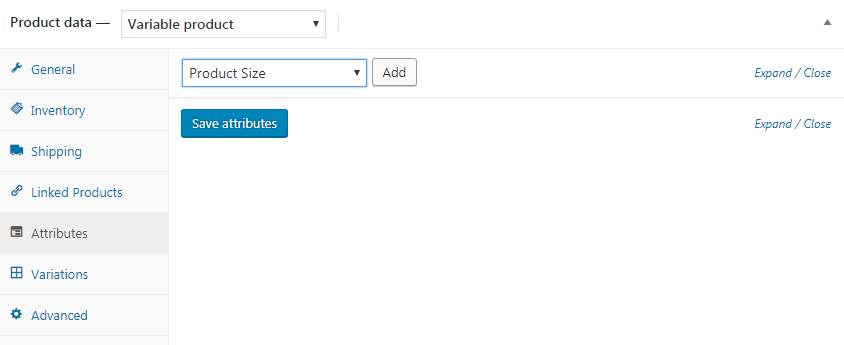 Product data — Variable product
General
Inventory
Shipping
Linked Products
Attributes
Variations
Advanced
Product Size Add Expand / Close
Save attributes Expand / Close